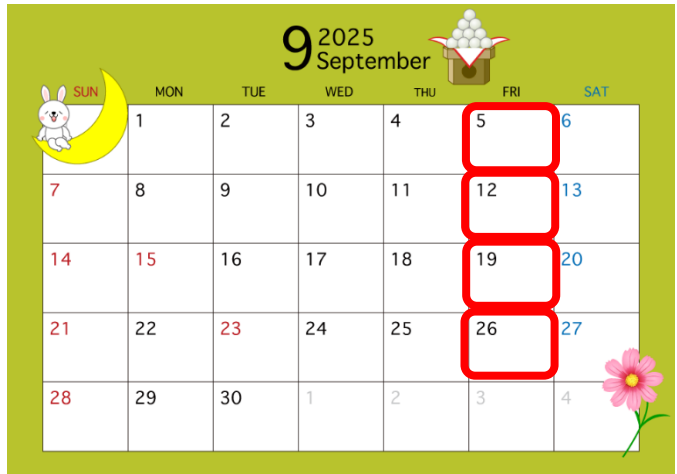 9 2025
September
SUN MON TUE WED THU FRI SAT
1 2 3 4 5 6
7 8 9 10 11 12 13
14 15 16 17 18 19 20
21 22 23 24 25 26 27
28 29 30 1 2 3 4